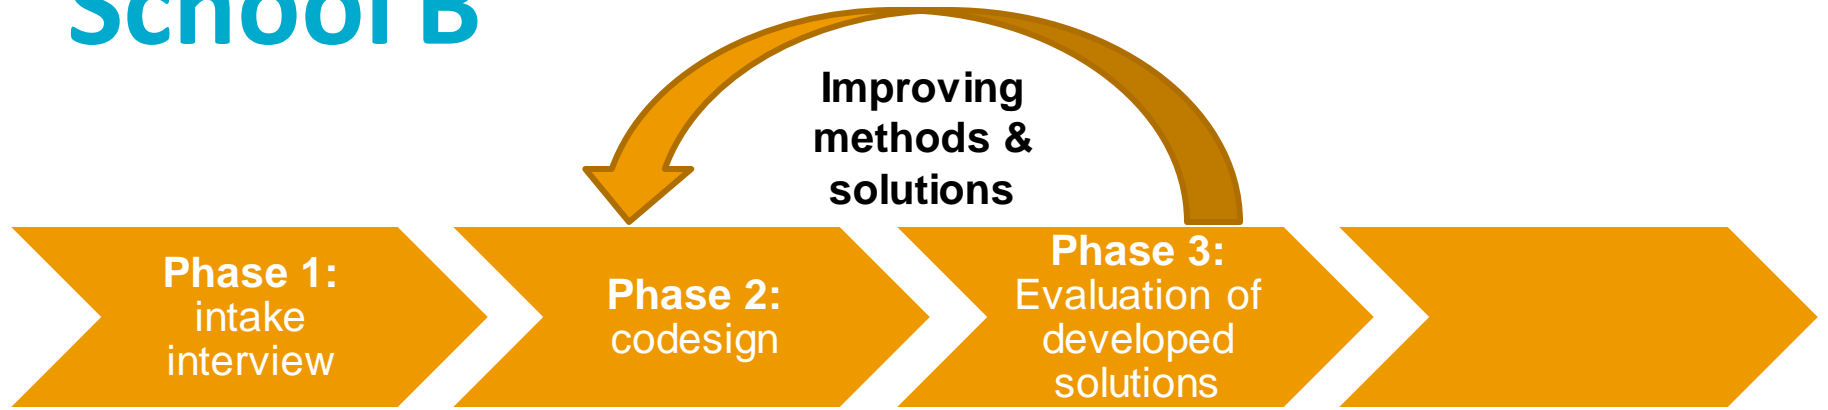 School B
Improving
methods &
solutions
Phase 1:
intake
interview
Phase 2:
codesign
Phase 3:
Evaluation of
developed
solutions